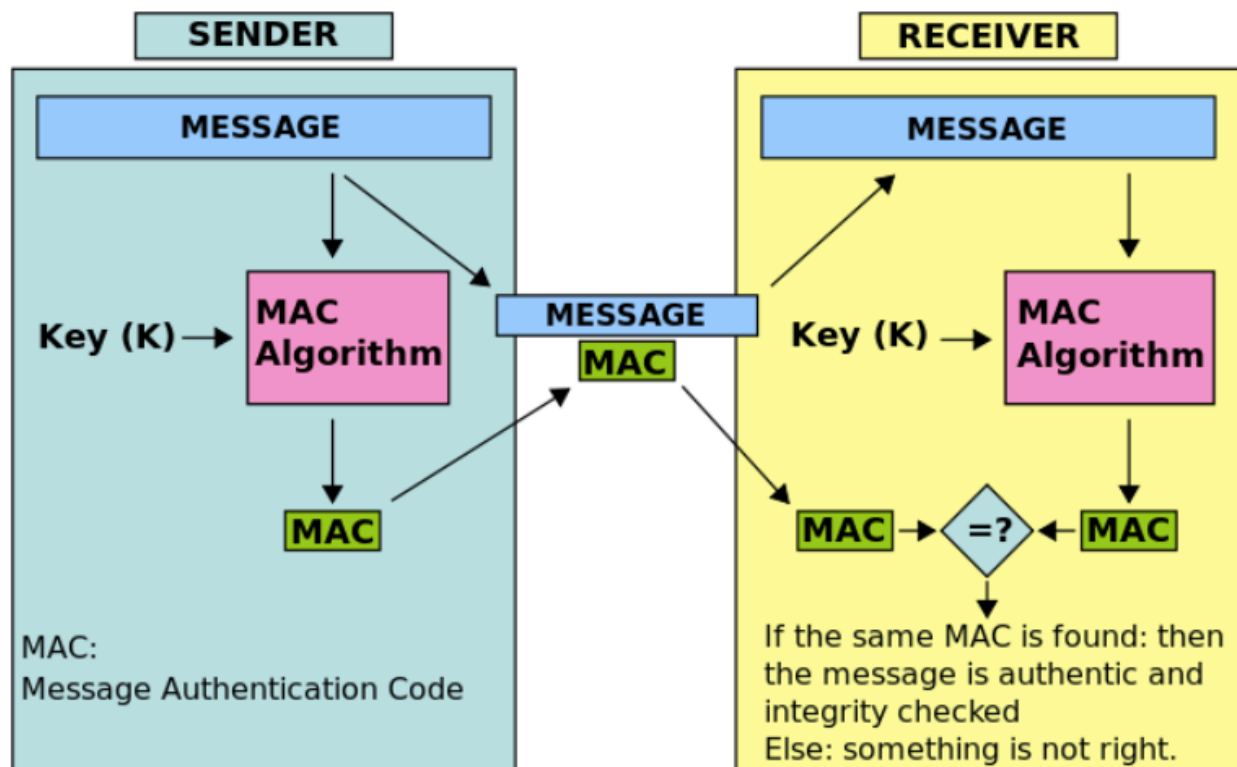 SENDER
MESSAGE
Key (K)
MAC
Algorithm
MAC
MAC:
Message Authentication Code
MESSAGE
MAC
RECEIVER
MESSAGE
Key (K)
MAC
Algorithm
MAC
=?
MAC
If the same MAC is found: then
the message is authentic and
integrity checked
Else: something is not right.